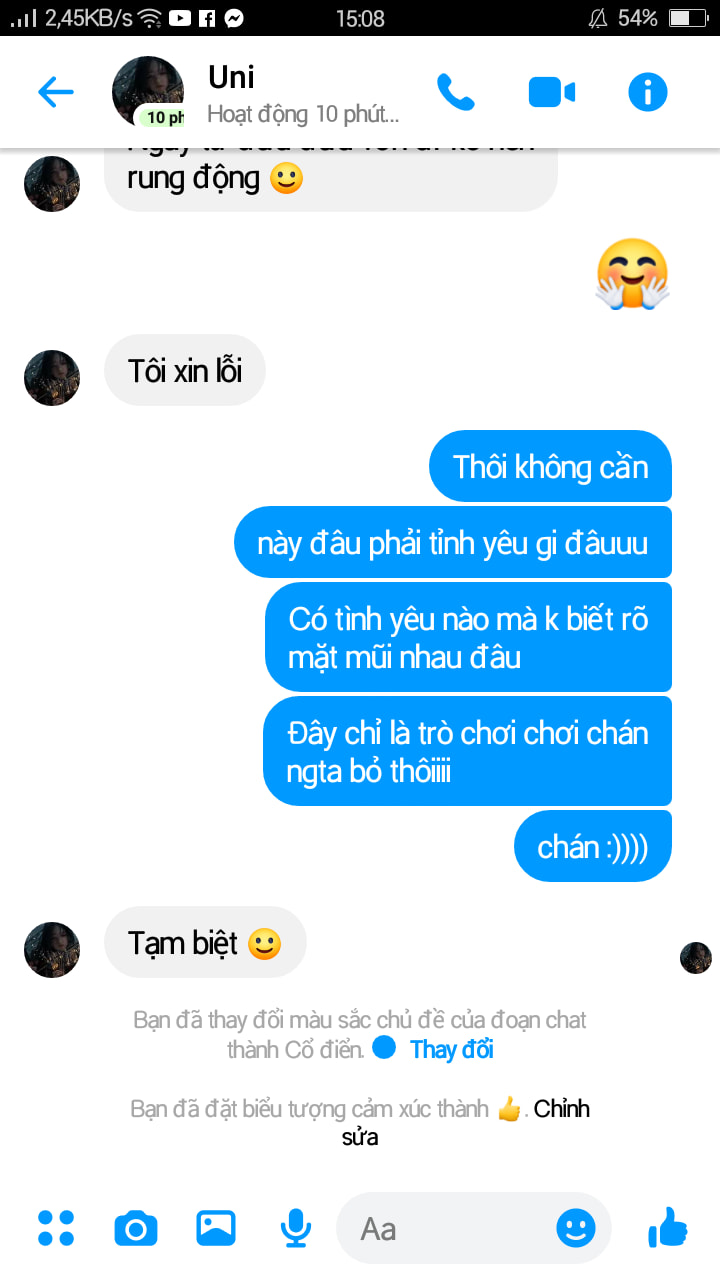 2,45KB/s 15:08 54%
Uni
10 ph
Hoạt động 10 phút...
rung động 🙂
🤗
Tôi xin lỗi
Thôi không cần
này đâu phải tỉnh yêu gi đâuuu
Có tình yêu nào mà k biết rõ
mặt mũi nhau đâu
Đây chỉ là trò chơi chơi chán
ngta bỏ thôiiii
chán :))))
Tạm biệt 🙂
Bạn đã thay đổi màu sắc chủ đề của đoạn chat
thành Cổ điển. Thay đổi
Bạn đã đặt biểu tượng cảm xúc thành 👍. Chỉnh
sửa
Aa